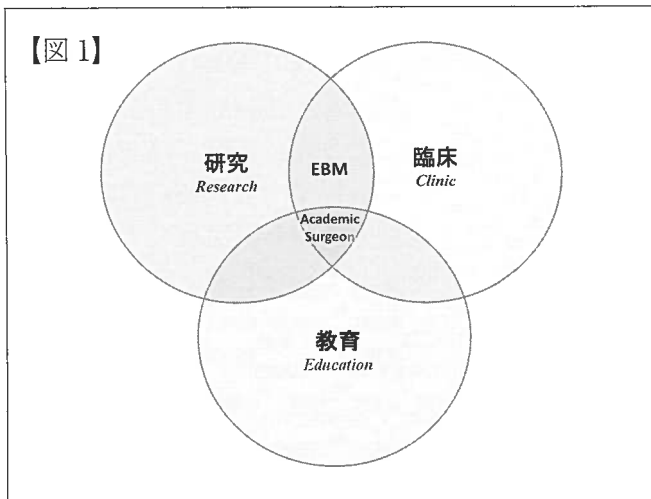 【図1】
研究
Research
EBM
臨床
Clinic
Academic
Surgeon
教育
Education